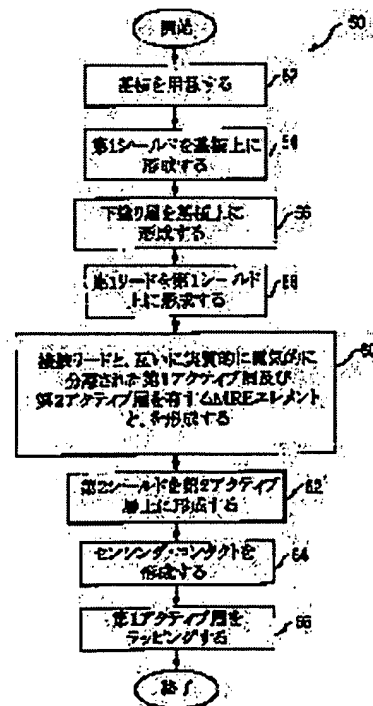 開始
50
基板を用意する
52
第1シールドを基板上に
形成する
54
下塗り層を基板上に
形成する
56
第1リードを第1シールド
上に形成する
58
接触リードと、互いに実質的に磁気的に
分離された第1アクティブ層及び
第2アクティブ層を有するMREエレメント
と、を形成する
60
第2シールドを第2アクティブ
層上に形成する
62
センシング・コンタクトを
形成する
64
第1アクティブ層を
ラッピングする
66
終了